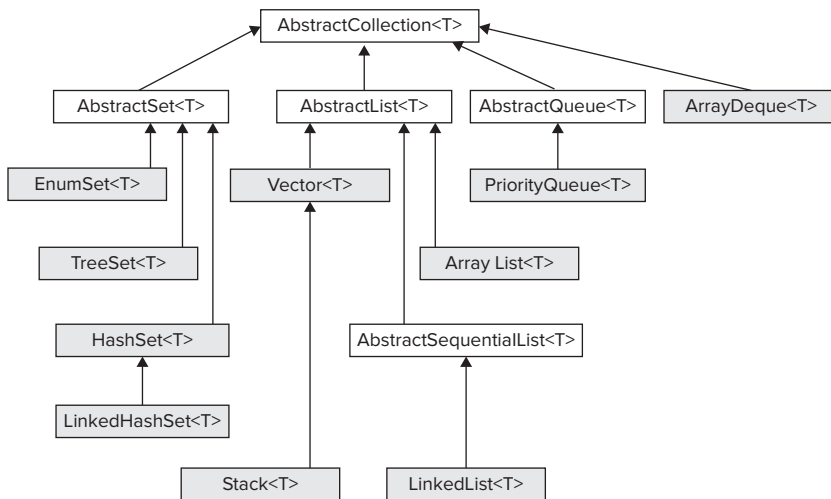 AbstractCollection<T>
AbstractSet<T>
AbstractList<T>
AbstractQueue<T>
ArrayDeque<T>
EnumSet<T>
Vector<T>
PriorityQueue<T>
TreeSet<T>
Array List<T>
HashSet<T>
AbstractSequentialList<T>
LinkedHashSet<T>
Stack<T>
LinkedList<T>